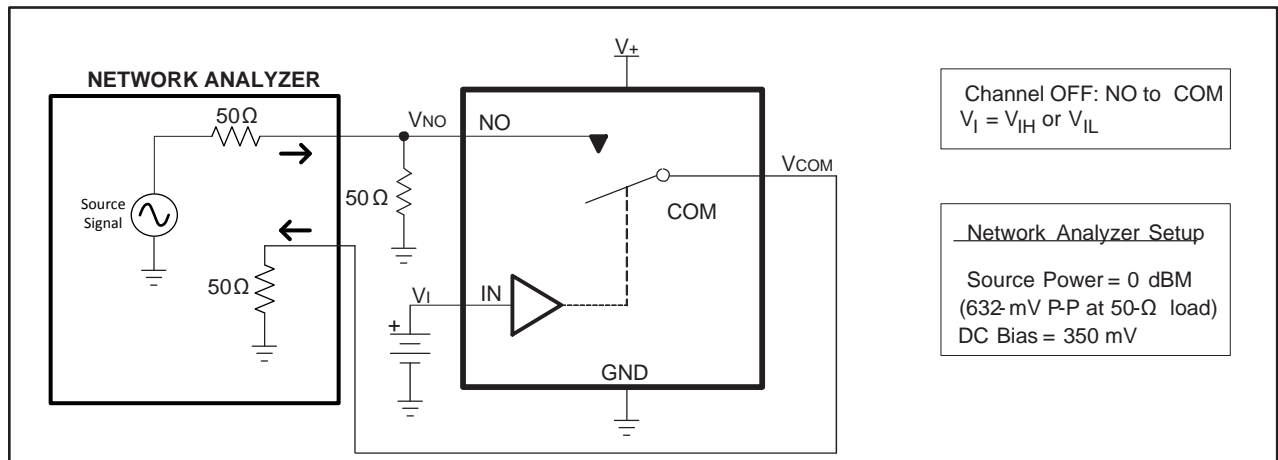 V+
NETWORK ANALYZER
50Ω
VNO
NO
Source
Signal
50Ω
50Ω
VCOM
COM
VI
IN
+
GND
Channel OFF: NO to COM
VI = VIH or VIL
Network Analyzer Setup
Source Power = 0 dBM
(632-mV P-P at 50-Ω load)
DC Bias = 350 mV